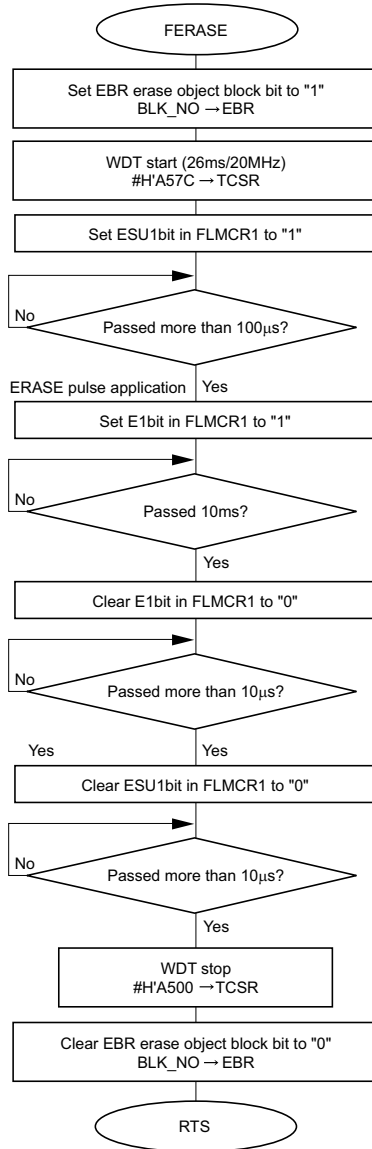 FERASE
Set EBR erase object block bit to "1"
BLK_NO → EBR
WDT start (26ms/20MHz)
#H'A57C → TCSR
Set ESU1bit in FLMCR1 to "1"
No
Passed more than 100μs?
ERASE pulse application
Yes
Set E1bit in FLMCR1 to "1"
No
Passed 10ms?
Yes
Clear E1bit in FLMCR1 to "0"
No
Passed more than 10μs?
Yes
Yes
Clear ESU1bit in FLMCR1 to "0"
No
Passed more than 10μs?
Yes
WDT stop
#H'A500 → TCSR
Clear EBR erase object block bit to "0"
BLK_NO → EBR
RTS